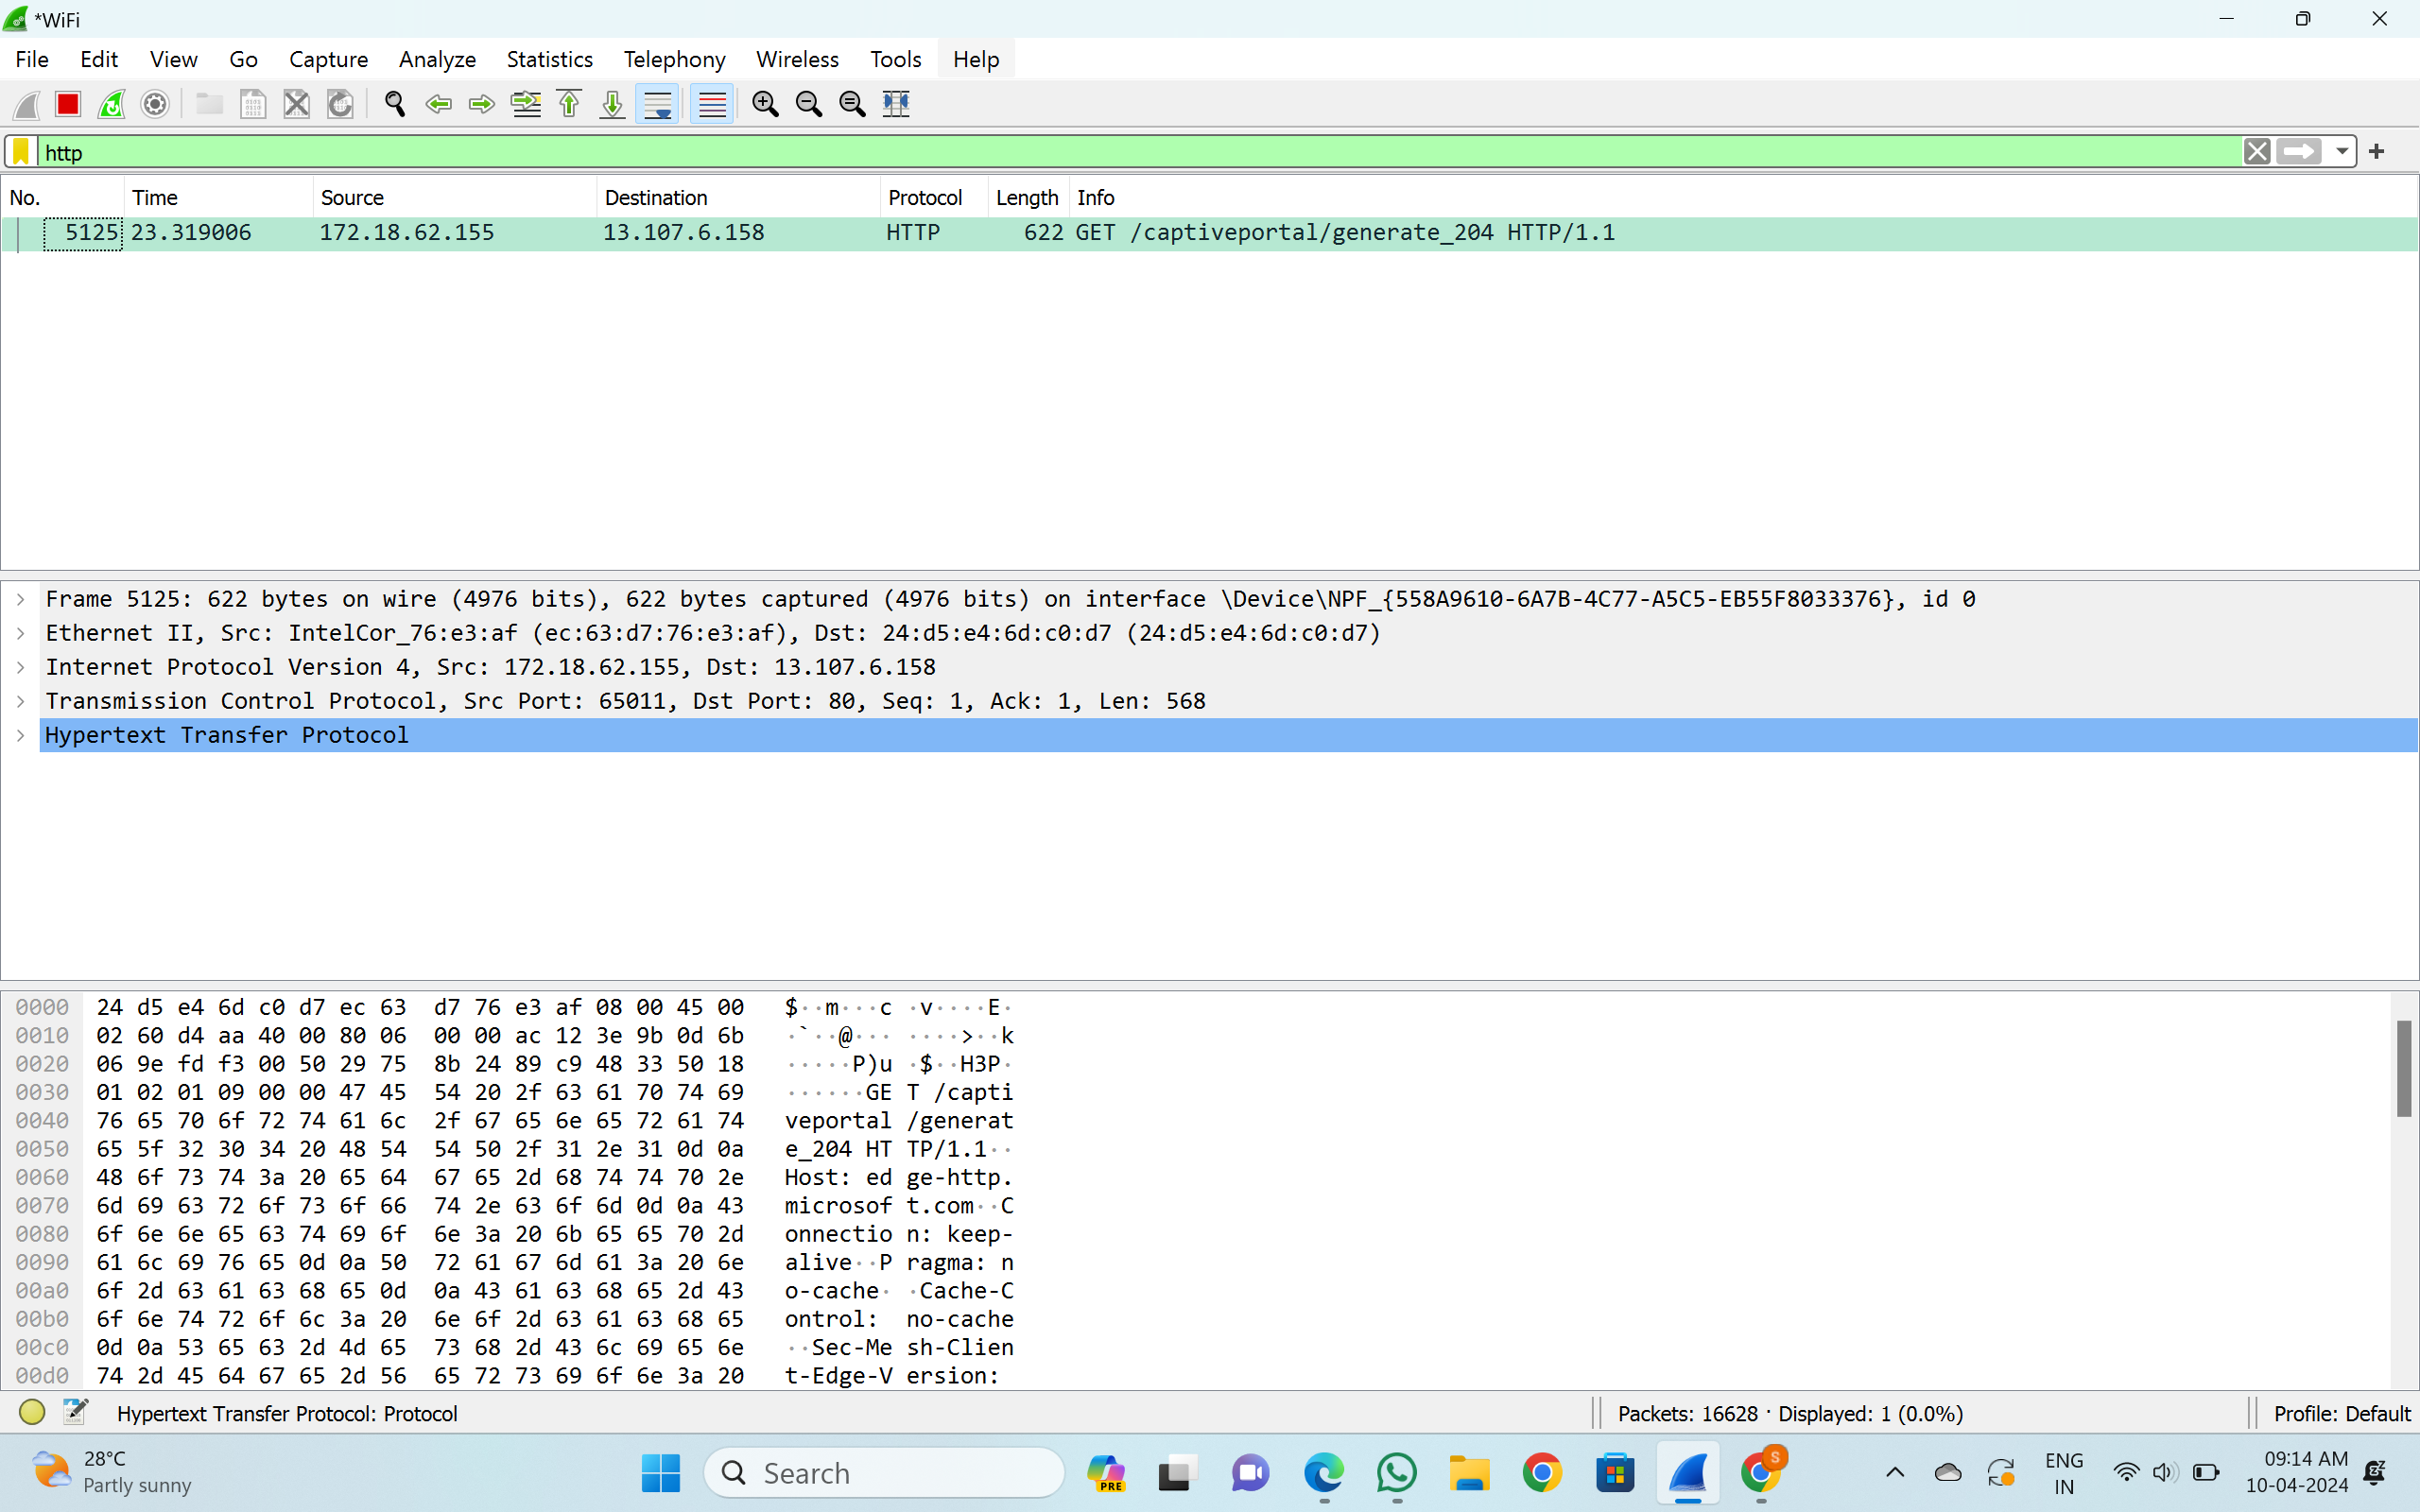 *WiFi
File Edit View Go Capture Analyze Statistics Telephony Wireless Tools Help
http
No. Time Source Destination Protocol Length Info
5125 23.319006 172.18.62.155 13.107.6.158 HTTP 622 GET /captiveportal/generate_204 HTTP/1.1
Frame 5125: 622 bytes on wire (4976 bits), 622 bytes captured (4976 bits) on interface \Device\NPF_{558A9610-6A7B-4C77-A5C5-EB55F8033376}, id 0
Ethernet II, Src: IntelCor_76:e3:af (ec:63:d7:76:e3:af), Dst: 24:d5:e4:6d:c0:d7 (24:d5:e4:6d:c0:d7)
Internet Protocol Version 4, Src: 172.18.62.155, Dst: 13.107.6.158
Transmission Control Protocol, Src Port: 65011, Dst Port: 80, Seq: 1, Ack: 1, Len: 568
Hypertext Transfer Protocol
0000 24 d5 e4 6d c0 d7 ec 63 d7 76 e3 af 08 00 45 00 $··m···c ·v····E·
0010 02 60 d4 aa 40 00 80 06 00 00 ac 12 3e 9b 0d 6b ·`··@··· ····>··k
0020 06 9e fd f3 00 50 29 75 8b 24 89 c9 48 33 50 18 ·····P)u ·$··H3P·
0030 01 02 01 09 00 00 47 45 54 20 2f 63 61 70 74 69 ······GE T /capti
0040 76 65 70 6f 72 74 61 6c 2f 67 65 6e 65 72 61 74 veportal /generat
0050 65 5f 32 30 34 20 48 54 54 50 2f 31 2e 31 0d 0a e_204 HT TP/1.1··
0060 48 6f 73 74 3a 20 65 64 67 65 2d 68 74 74 70 2e Host: ed ge-http.
0070 6d 69 63 72 6f 73 6f 66 74 2e 63 6f 6d 0d 0a 43 microsof t.com··C
0080 6f 6e 6e 65 63 74 69 6f 6e 3a 20 6b 65 65 70 2d onnectio n: keep-
0090 61 6c 69 76 65 0d 0a 50 72 61 67 6d 61 3a 20 6e alive··P ragma: n
00a0 6f 2d 63 61 63 68 65 0d 0a 43 61 63 68 65 2d 43 o-cache· ·Cache-C
00b0 6f 6e 74 72 6f 6c 3a 20 6e 6f 2d 63 61 63 68 65 ontrol: no-cache
00c0 0d 0a 53 65 63 2d 4d 65 73 68 2d 43 6c 69 65 6e ··Sec-Me sh-Clien
00d0 74 2d 45 64 67 65 2d 56 65 72 73 69 6f 6e 3a 20 t-Edge-V ersion:
Hypertext Transfer Protocol: Protocol Packets: 16628 · Displayed: 1 (0.0%) Profile: Default
28°C
Partly sunny
Search
PRE
S
ENG
IN
09:14 AM
10-04-2024